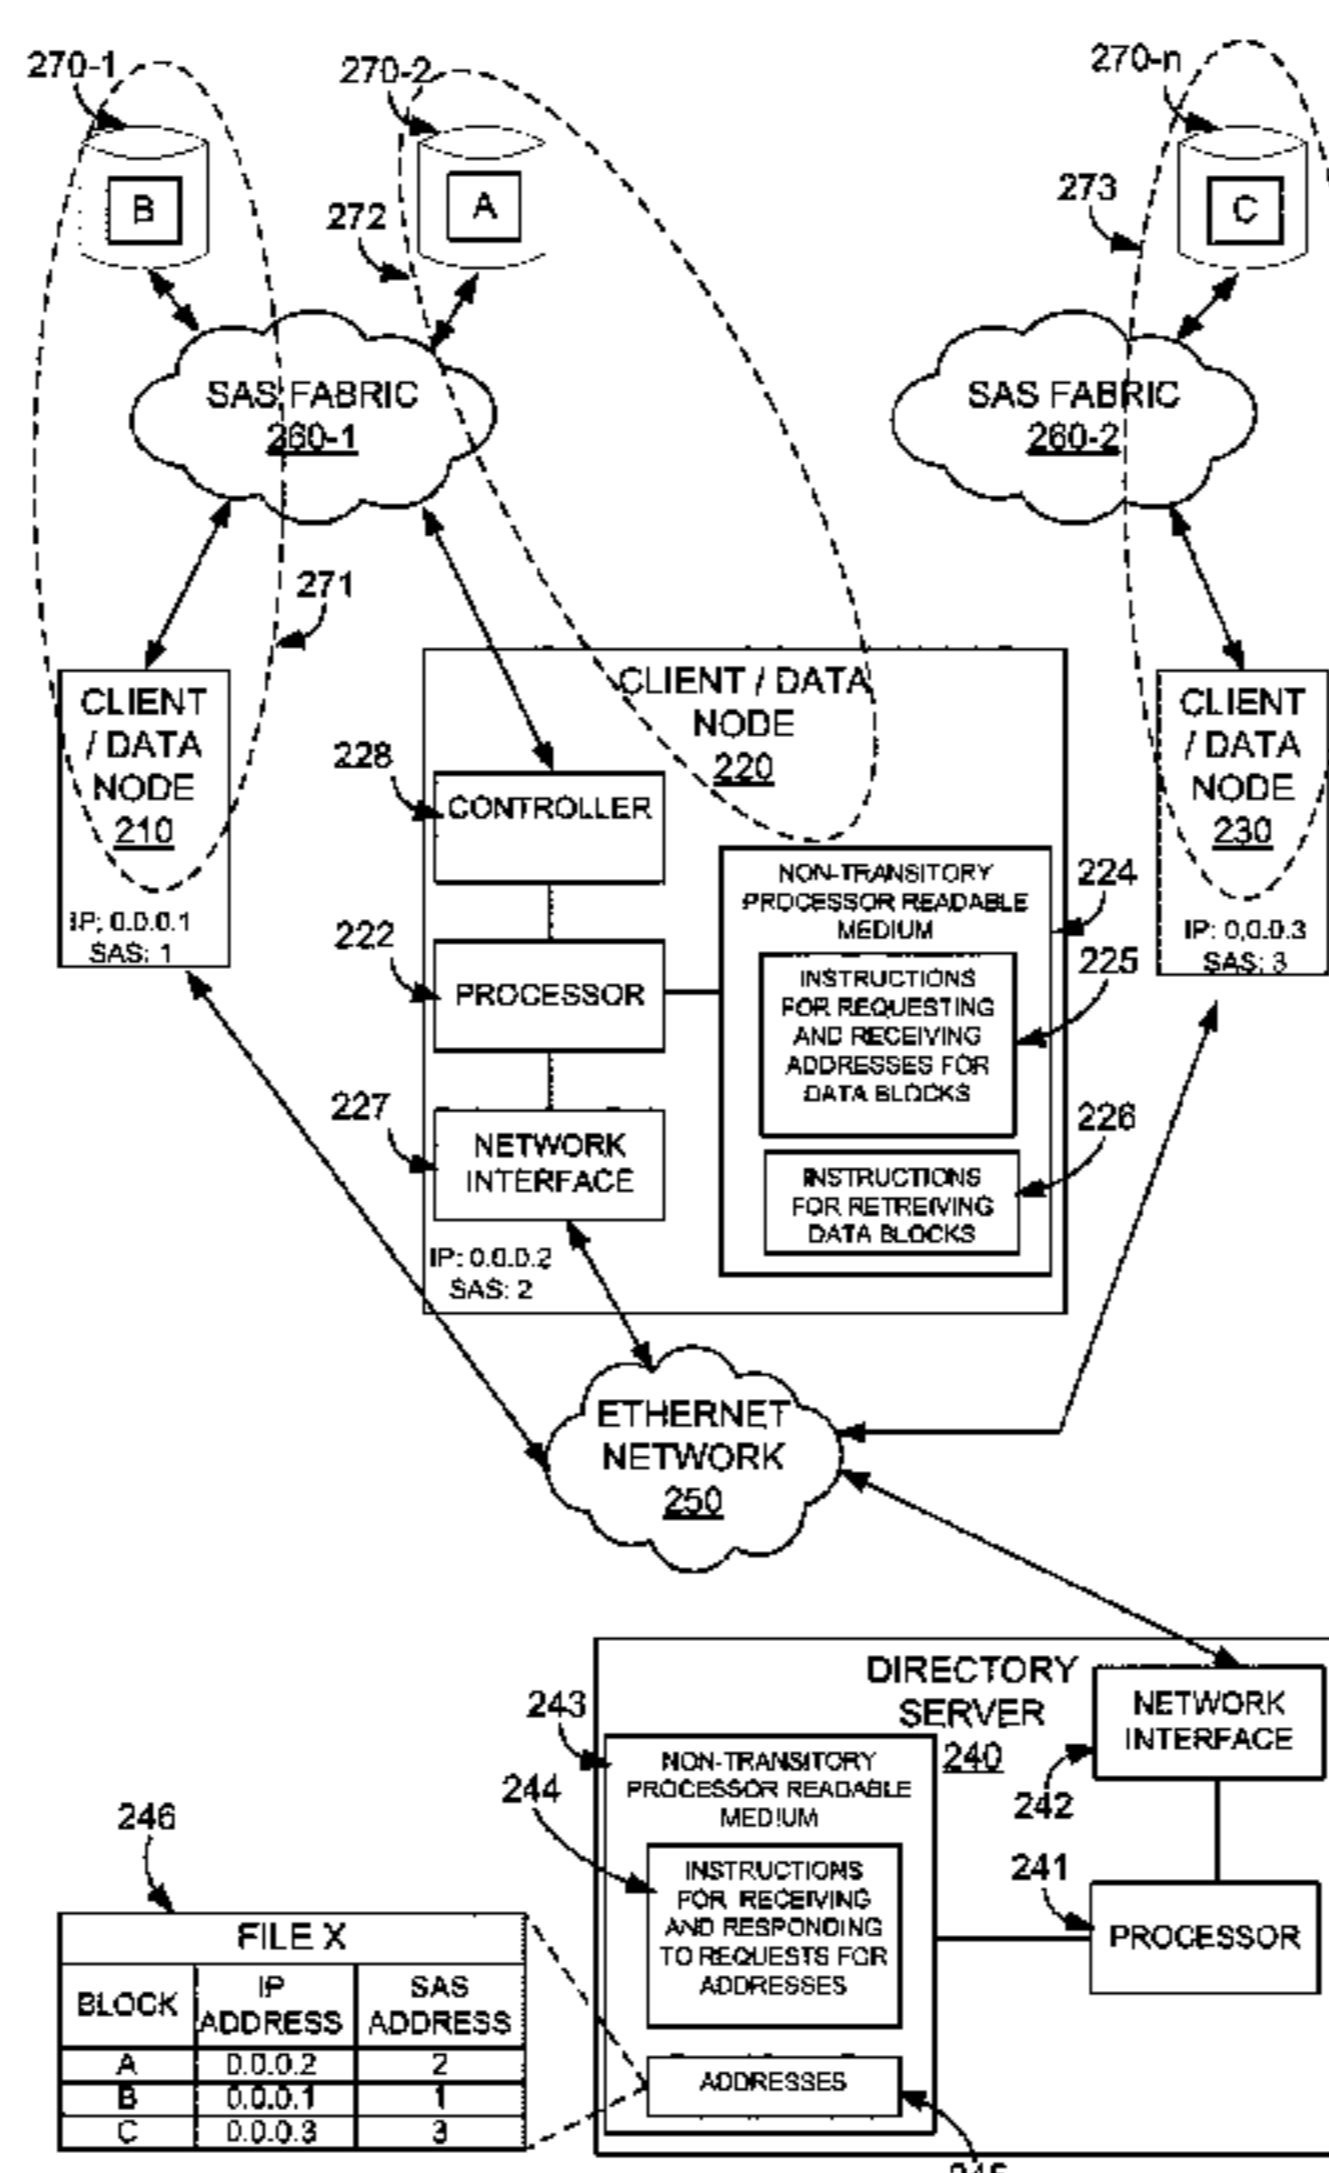 270-1
270-2
270-n
B
A
C
272
273
SAS FABRIC
260-1
SAS FABRIC
260-2
271
CLIENT
/ DATA
NODE
210
IP: 0.0.0.1
SAS: 1
CLIENT / DATA
NODE
220
228
CONTROLLER
222
PROCESSOR
227
NETWORK
INTERFACE
IP: 0.0.0.2
SAS: 2
NON-TRANSITORY
PROCESSOR READABLE
MEDIUM
224
INSTRUCTIONS
FOR REQUESTING
AND RECEIVING
ADDRESSES FOR
DATA BLOCKS
225
INSTRUCTIONS
FOR RETREIVING
DATA BLOCKS
226
CLIENT
/ DATA
NODE
230
IP: 0.0.0.3
SAS: 3
ETHERNET
NETWORK
250
DIRECTORY
SERVER
240
NETWORK
INTERFACE
242
241
PROCESSOR
243
NON-TRANSITORY
PROCESSOR READABLE
MEDIUM
244
INSTRUCTIONS
FOR RECEIVING
AND RESPONDING
TO REQUESTS FOR
ADDRESSES
ADDRESSES
246
FILE X
BLOCK IP ADDRESS SAS ADDRESS
A 0.0.0.2 2
B 0.0.0.1 1
C 0.0.0.3 3